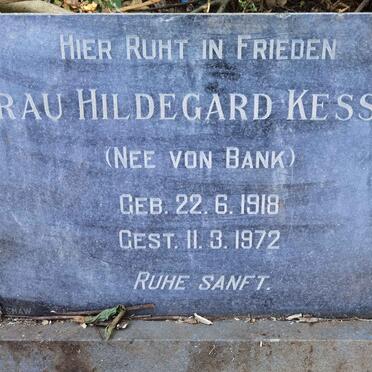 HIER RUHT IN FRIEDEN
RAU HILDEGARD KESS
(NEE VON BANK)
GEB. 22. 6. 1918
GEST. 11. 3. 1972
RUHE SANFT.
HAW